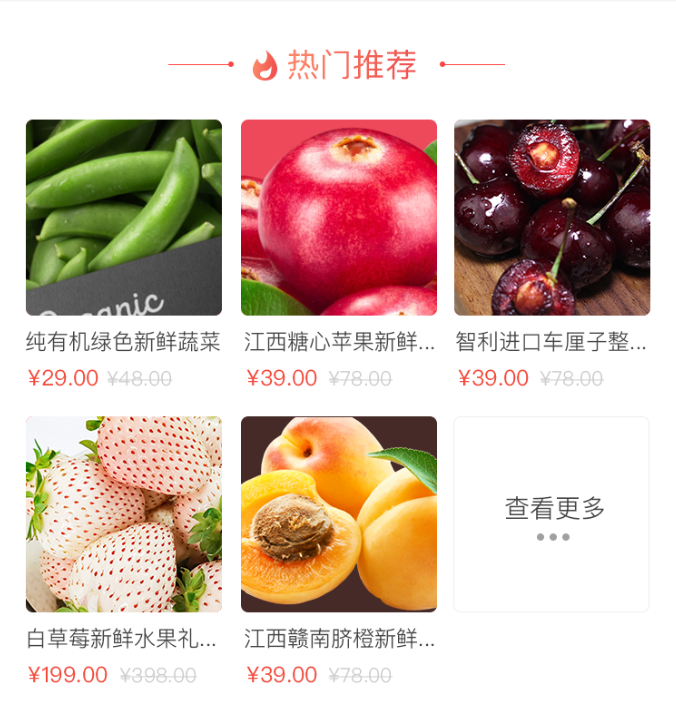 热门推荐
Organic
纯有机绿色新鲜蔬菜
江西糖心苹果新鲜...
智利进口车厘子整...
¥29.00 ¥48.00
¥39.00 ¥78.00
¥39.00 ¥78.00
查看更多
白草莓新鲜水果礼...
江西赣南脐橙新鲜...
¥199.00 ¥398.00
¥39.00 ¥78.00